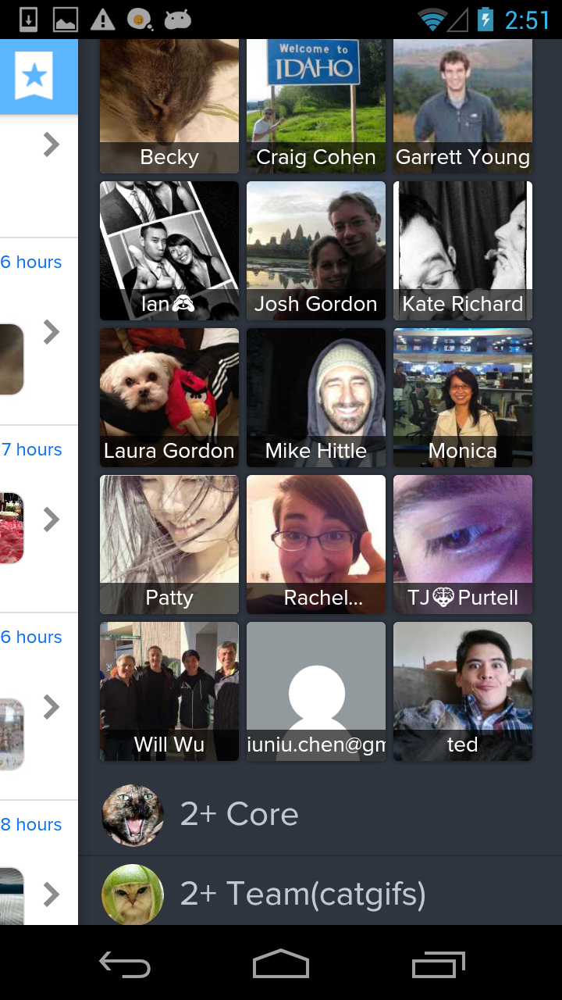 2:51
Welcome to
IDAHO
Becky
Craig Cohen
Garrett Young
6 hours
Ian🙈
Josh Gordon
Kate Richard
Laura Gordon
Mike Hittle
Monica
7 hours
Patty
Rachel...
TJ Purtell
6 hours
Will Wu
iuniu.chen@gm
ted
8 hours
2+ Core
2+ Team(catgifs)